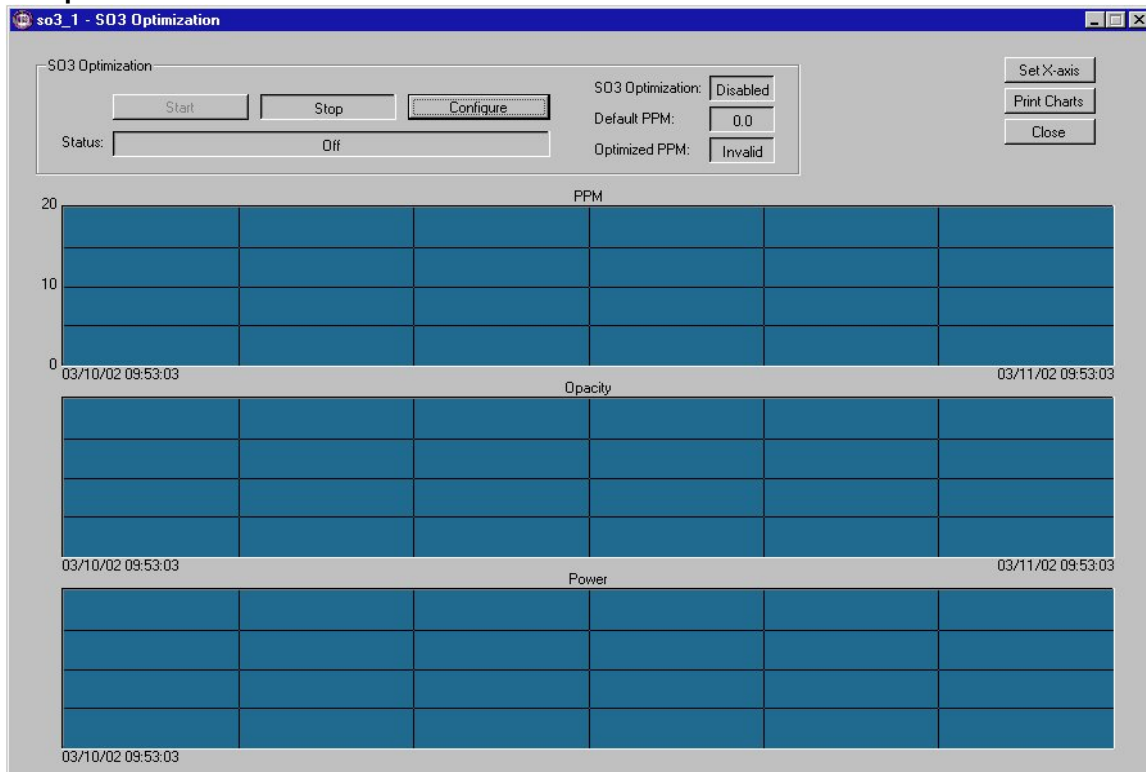 so3_1 - SO3 Optimization
SO3 Optimization
Start
Stop
Configure
Status:
Off
SO3 Optimization:
Disabled
Default PPM:
0.0
Optimized PPM:
Invalid
Set X-axis
Print Charts
Close
PPM
20
10
0
03/10/02 09:53:03
03/11/02 09:53:03
Opacity
03/10/02 09:53:03
03/11/02 09:53:03
Power
03/10/02 09:53:03